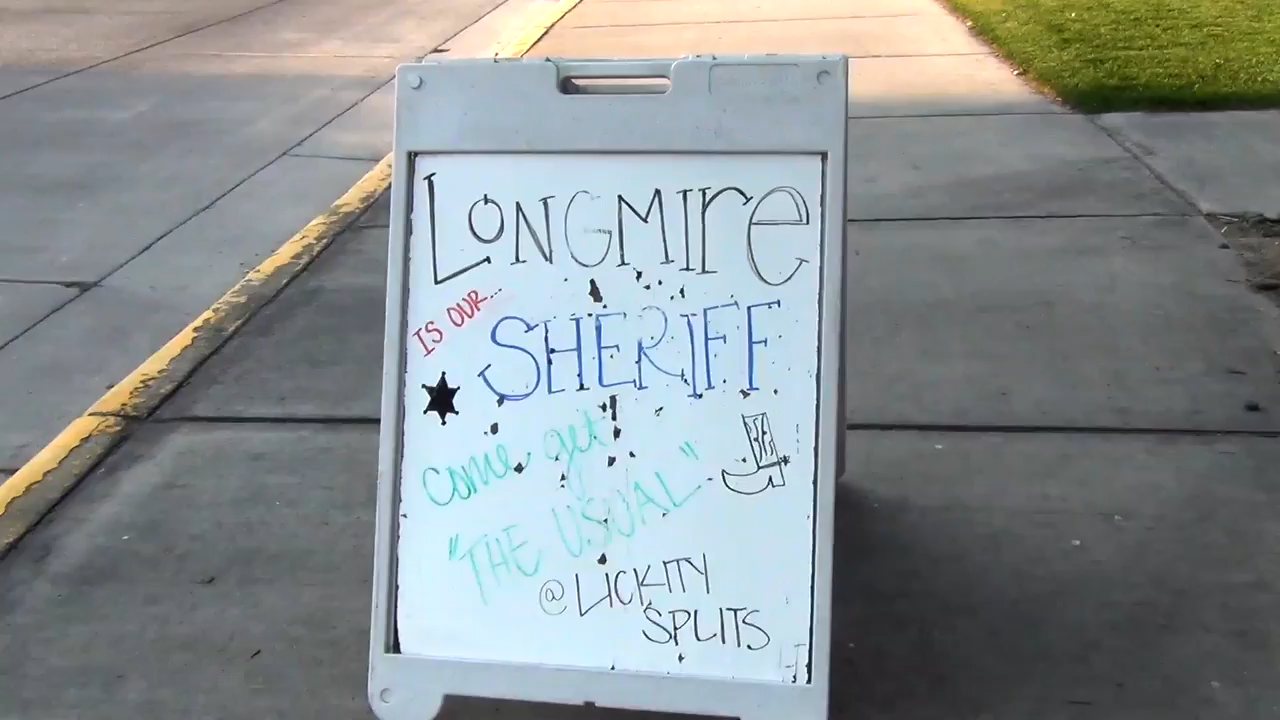 LONGMIre
IS OUR...
SHERIFF
come get
"THE USUAL"
@LICKITY
SPLITS